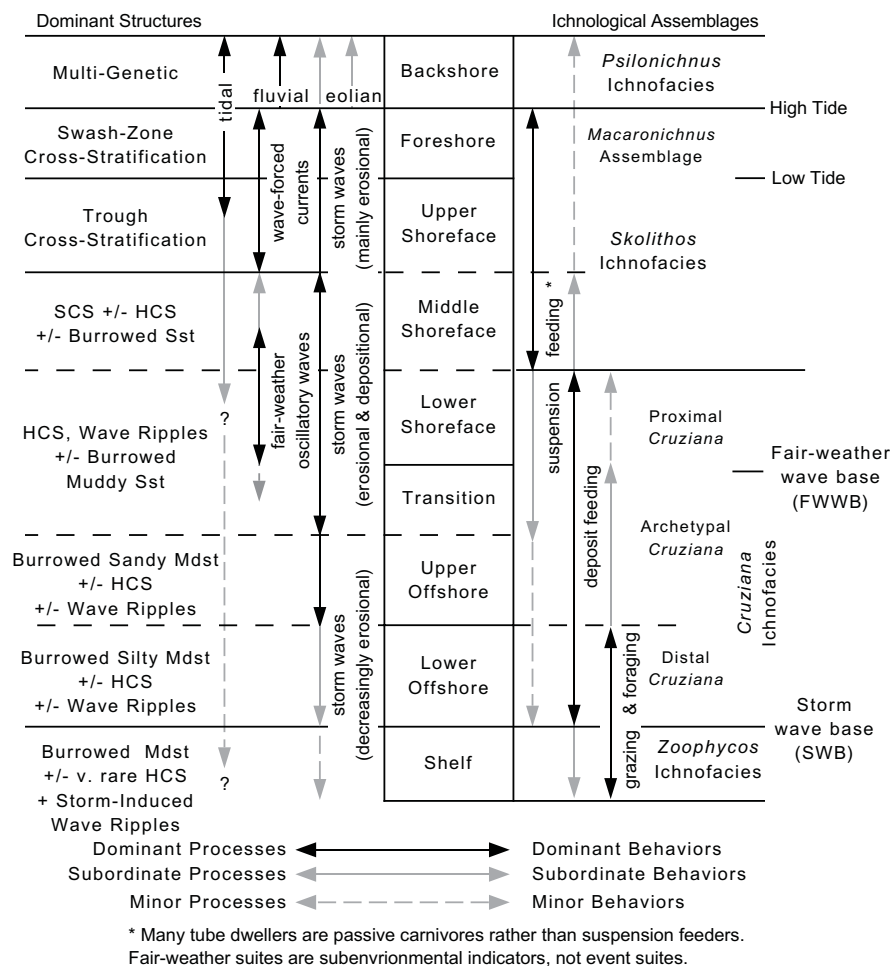 Dominant Structures
Ichnological Assemblages
Multi-Genetic
tidal
fluvial
eolian
Backshore
Psilonichnus
Ichnofacies
High Tide
Swash-Zone
Cross-Stratification
wave-forced
currents
storm waves
(mainly erosional)
Foreshore
Macaronichnus
Assemblage
Low Tide
Trough
Cross-Stratification
Upper
Shoreface
Skolithos
Ichnofacies
SCS +/- HCS
+/- Burrowed Sst
fair-weather
oscillatory waves
storm waves
(erosional & depositional)
Middle
Shoreface
feeding *
suspension
HCS, Wave Ripples
+/- Burrowed
Muddy Sst
?
Lower
Shoreface
Proximal
Cruziana
Fair-weather
wave base
(FWWB)
Transition
deposit feeding
Archetypal
Cruziana
Cruziana
Ichnofacies
Burrowed Sandy Mdst
+/- HCS
+/- Wave Ripples
storm waves
(decreasingly erosional)
Upper
Offshore
Burrowed Silty Mdst
+/- HCS
+/- Wave Ripples
Lower
Offshore
grazing & foraging
Distal
Cruziana
Storm
wave base
(SWB)
Burrowed Mdst
+/- v. rare HCS
+ Storm-Induced
Wave Ripples
?
Shelf
Zoophycos
Ichnofacies
Dominant Processes
Dominant Behaviors
Subordinate Processes
Subordinate Behaviors
Minor Processes
Minor Behaviors
* Many tube dwellers are passive carnivores rather than suspension feeders.
Fair-weather suites are subenvrionmental indicators, not event suites.